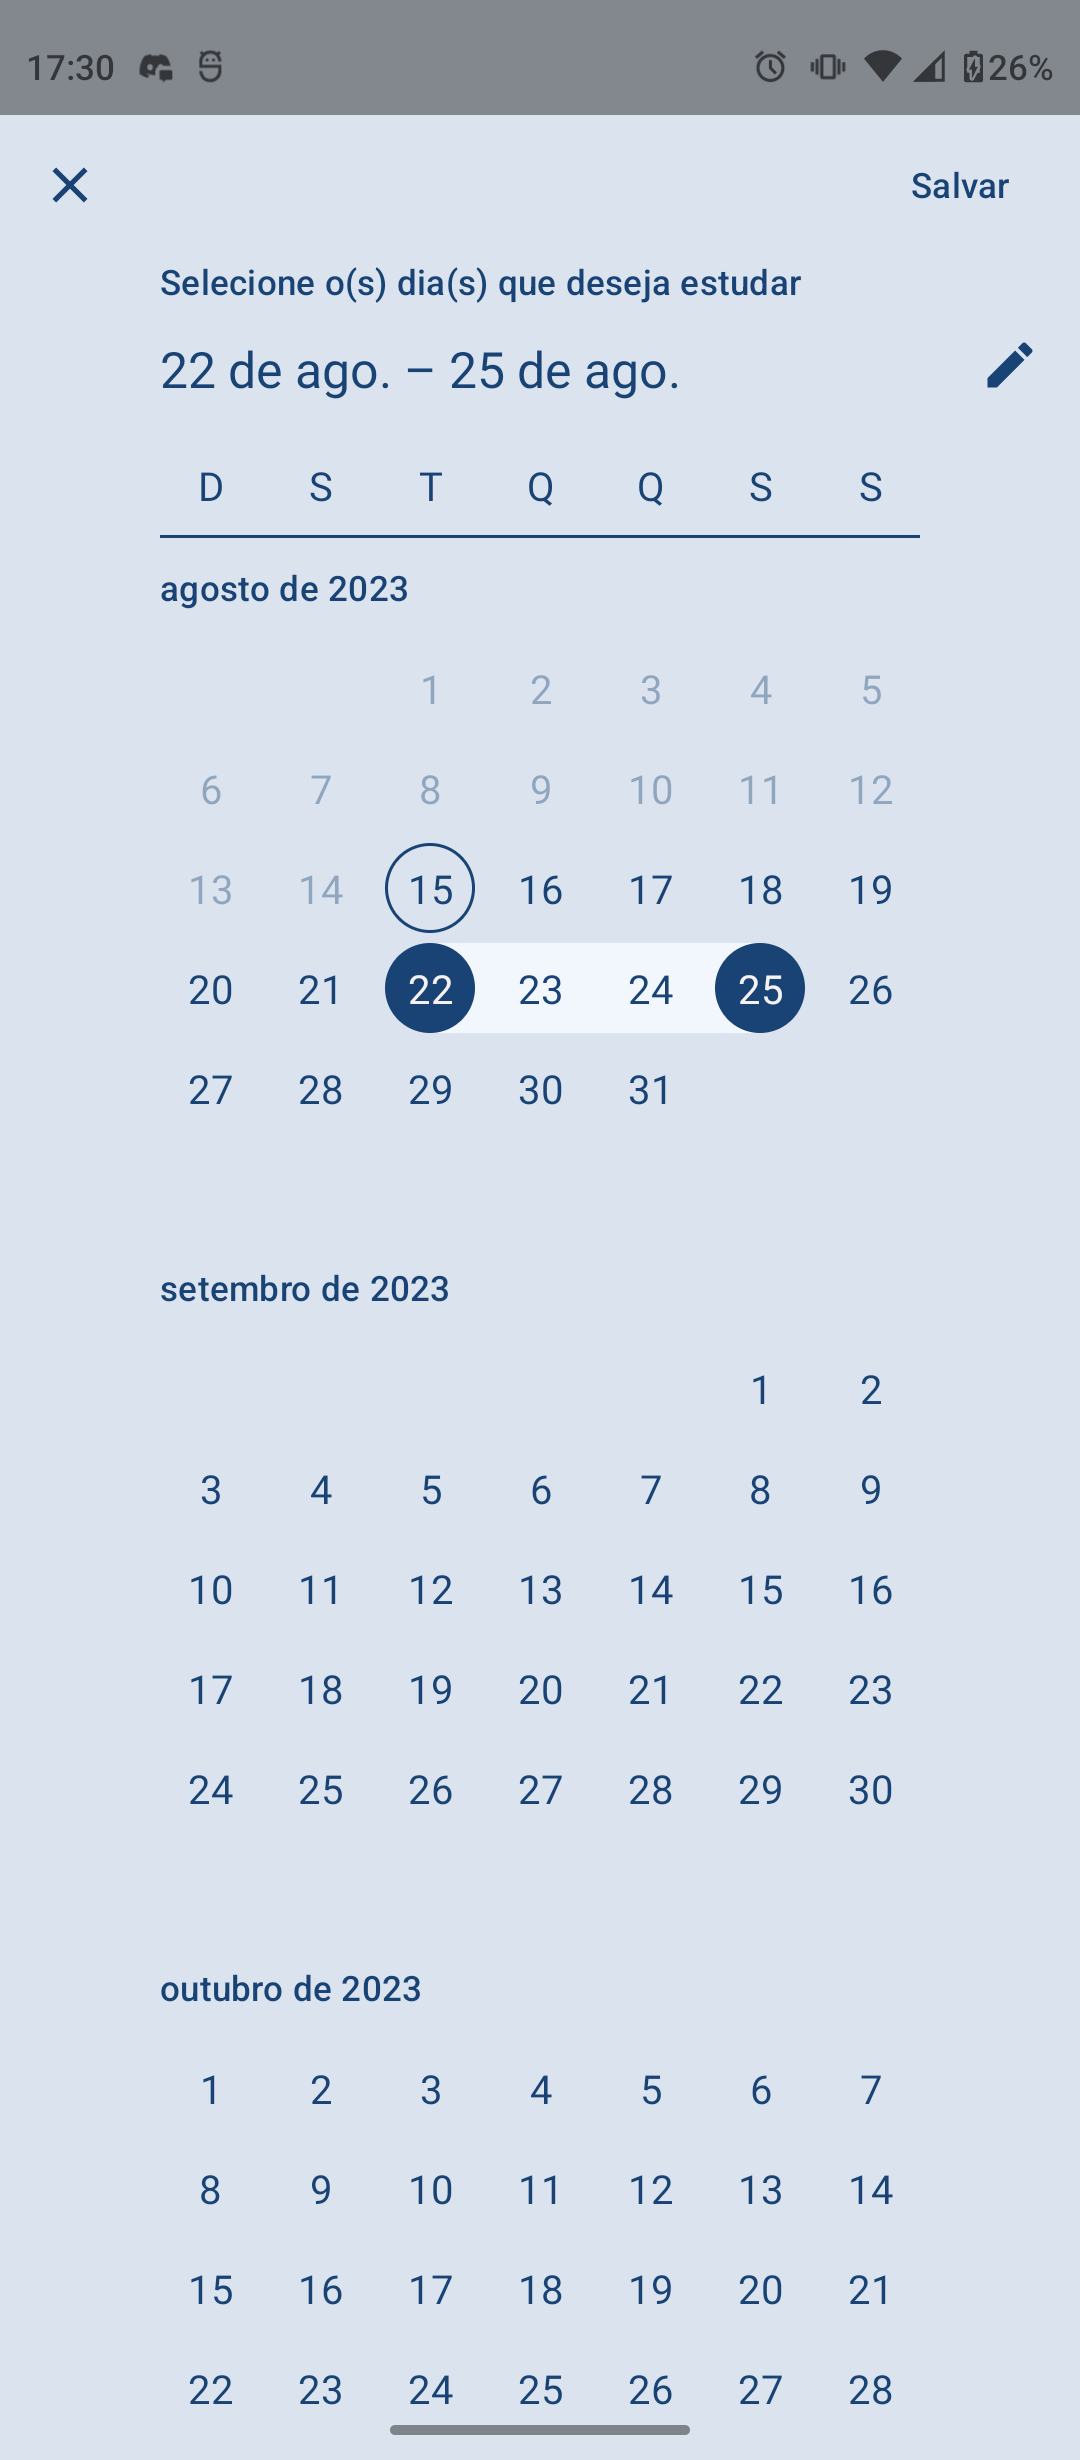 17:30 26%
Salvar
Selecione o(s) dia(s) que deseja estudar
22 de ago. – 25 de ago.
D S T Q Q S S
agosto de 2023
1 2 3 4 5
6 7 8 9 10 11 12
13 14 15 16 17 18 19
20 21 22 23 24 25 26
27 28 29 30 31
setembro de 2023
1 2
3 4 5 6 7 8 9
10 11 12 13 14 15 16
17 18 19 20 21 22 23
24 25 26 27 28 29 30
outubro de 2023
1 2 3 4 5 6 7
8 9 10 11 12 13 14
15 16 17 18 19 20 21
22 23 24 25 26 27 28